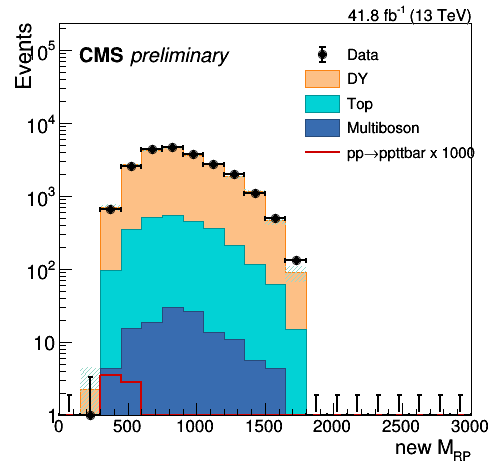 41.8 fb⁻¹ (13 TeV)
Events
CMS preliminary
Data
DY
Top
Multiboson
pp→ppttbar x 1000
10⁵
10⁴
10³
10²
10
1
0 500 1000 1500 2000 2500 3000
new M_RP